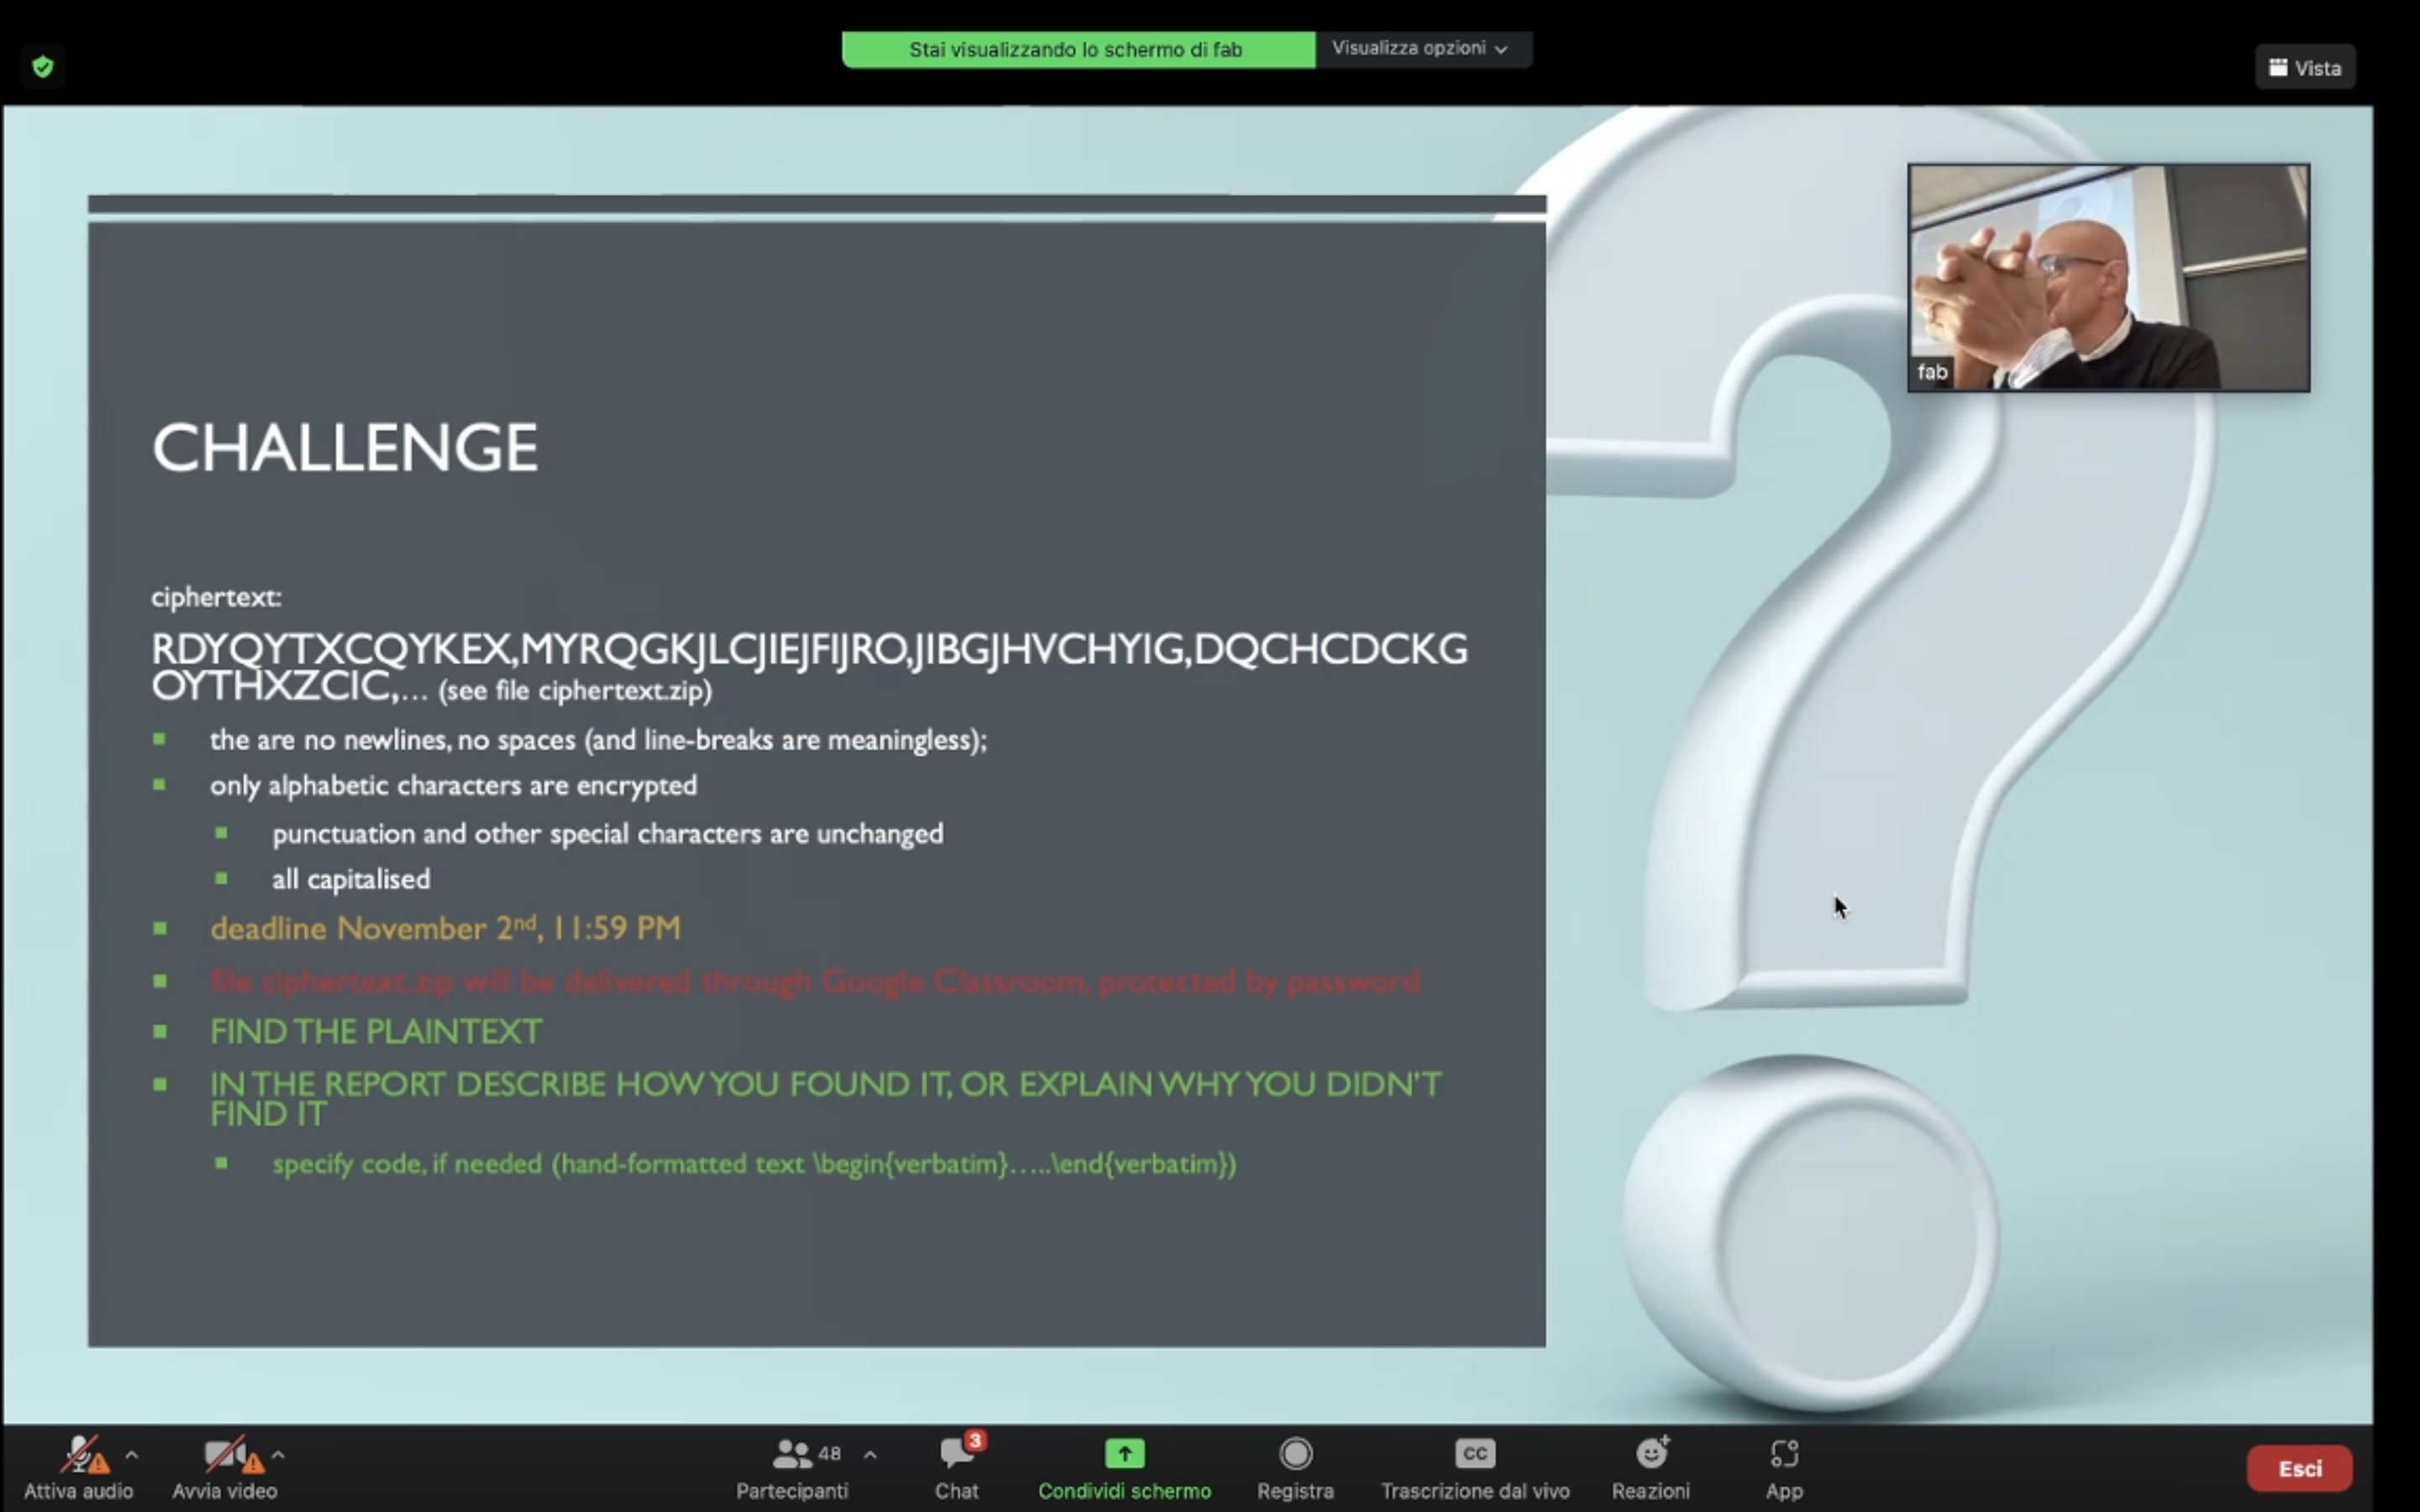 Stai visualizzando lo schermo di fab
Visualizza opzioni
Vista
fab
CHALLENGE
ciphertext:
RDYQYTXCQYKEX,MYRQGKJLCJIEJFIJRO,JIBGJHVCHYIG,DQCHCDCKG
OYTHXZCIC,... (see file ciphertext.zip)
the are no newlines, no spaces (and line-breaks are meaningless);
only alphabetic characters are encrypted
punctuation and other special characters are unchanged
all capitalised
deadline November 2nd, 11:59 PM
file ciphertext.zip will be delivered through Google Classroom, protected by password
FIND THE PLAINTEXT
IN THE REPORT DESCRIBE HOW YOU FOUND IT, OR EXPLAIN WHY YOU DIDN'T
FIND IT
specify code, if needed (hand-formatted text \begin{verbatim}.....\end{verbatim})
Attiva audio
Avvia video
48
Partecipanti
3
Chat
Condividi schermo
Registra
CC
Trascrizione dal vivo
Reazioni
App
Esci